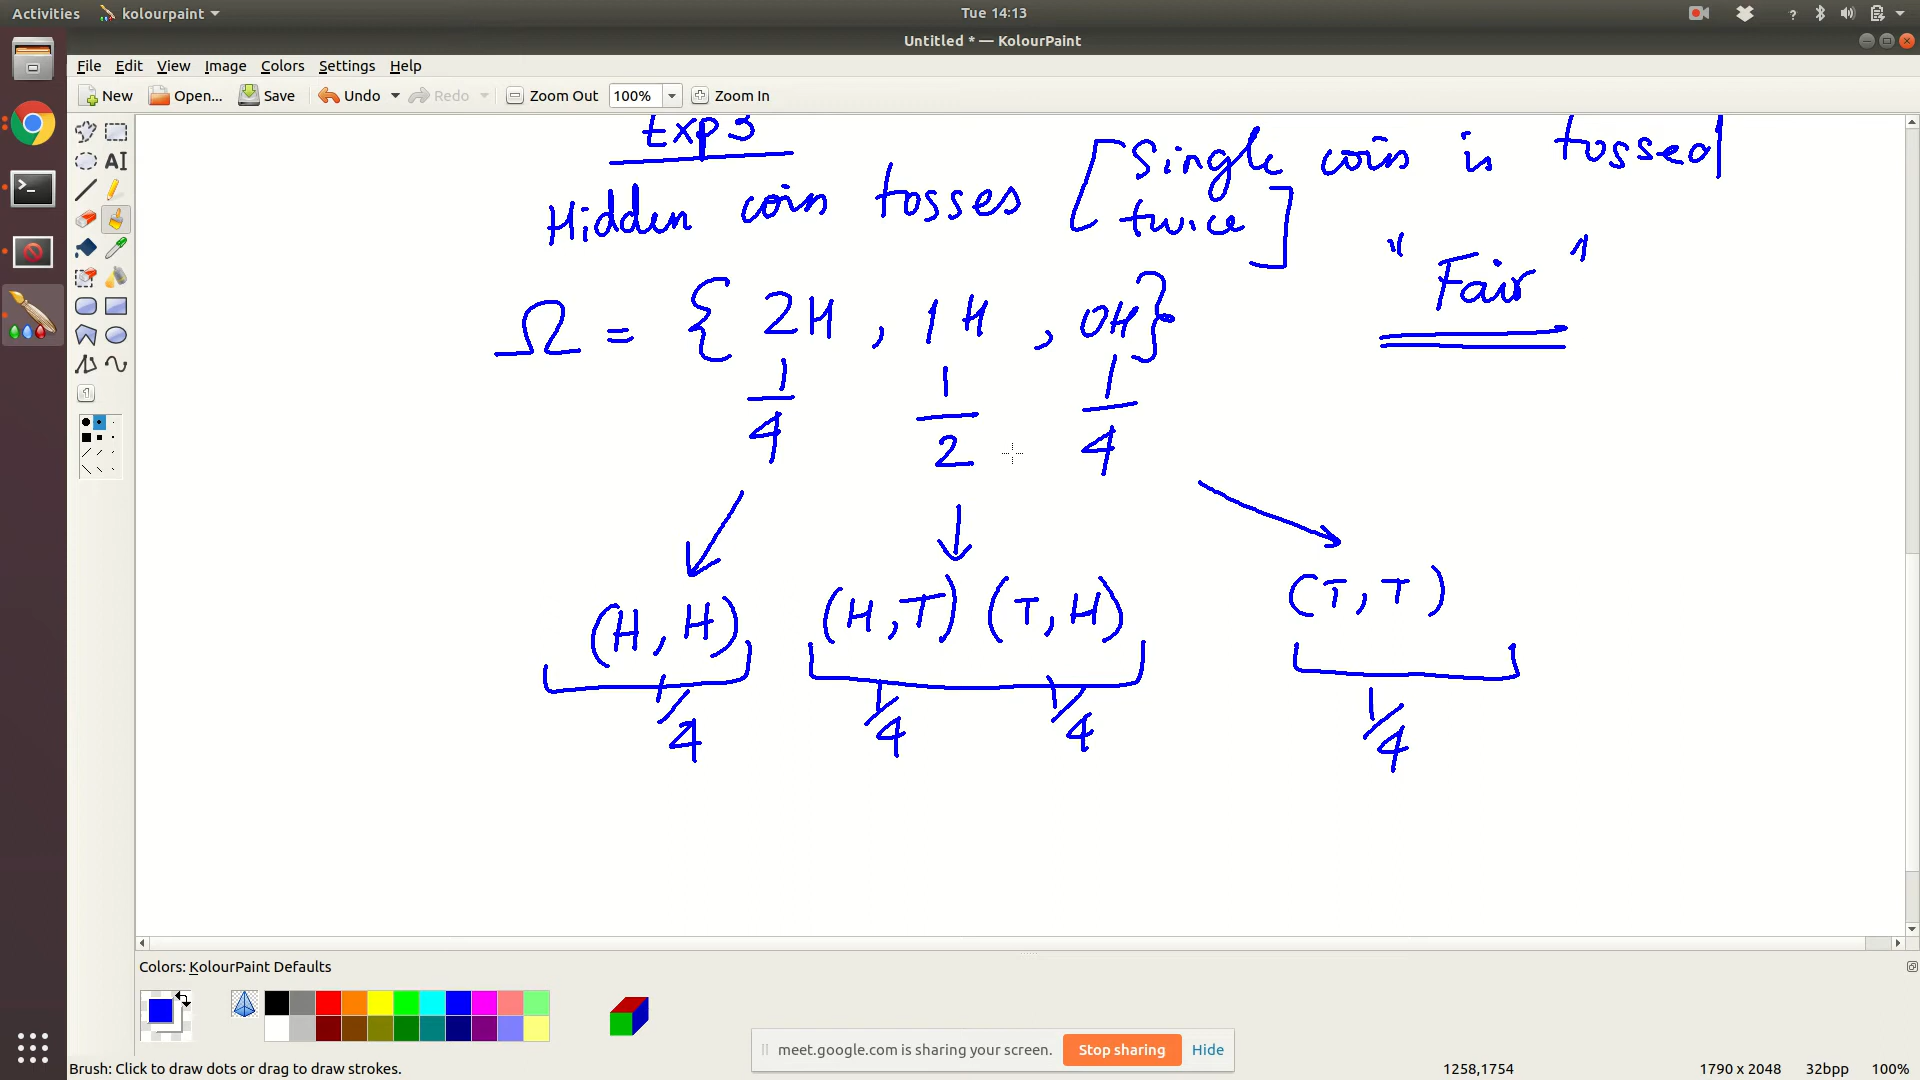 Activities kolourpaint Tue 14:13 ?
Untitled * — KolourPaint
File Edit View Image Colors Settings Help
New Open... Save Undo Redo Zoom Out 100% Zoom In
Exp 3
Hidden coin tosses [Single coin is tossed
twice]
"Fair"
Ω = { 2H , 1H , 0H }
1/4 1/2 1/4
(H, H) (H,T) (T,H) (T,T)
1/4 1/4 1/4 1/4
Colors: KolourPaint Defaults
meet.google.com is sharing your screen. Stop sharing Hide
Brush: Click to draw dots or drag to draw strokes. 1258,1754 1790 x 2048 32bpp 100%